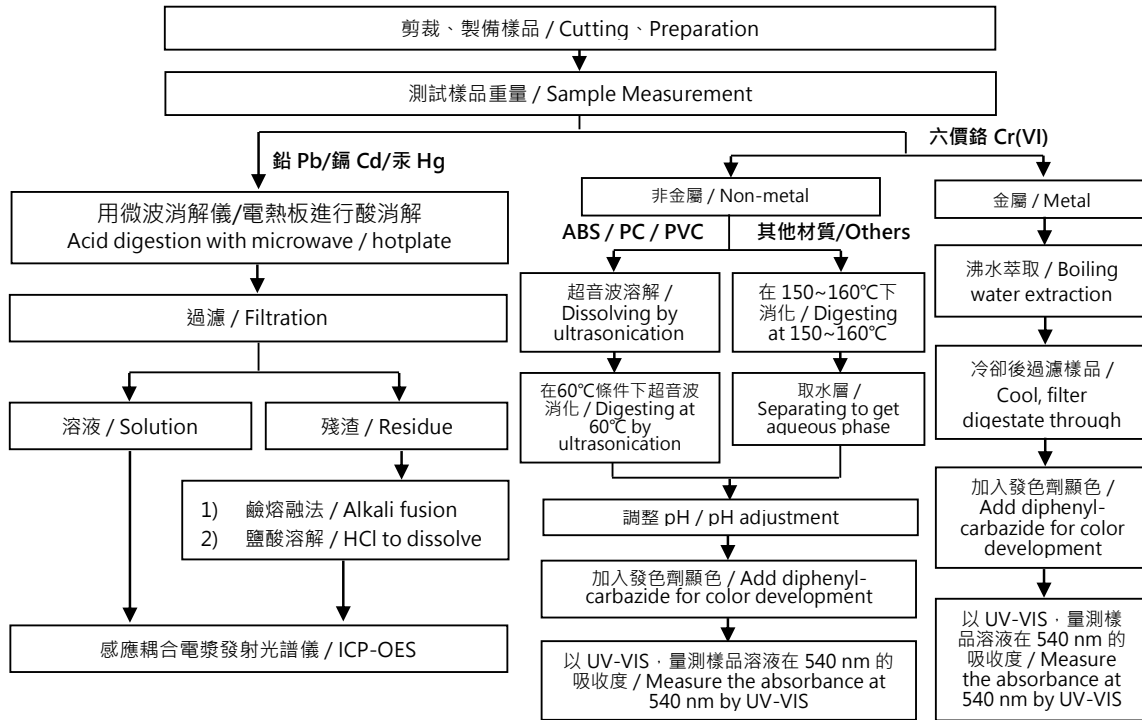 剪裁、製備樣品 / Cutting、Preparation
測試樣品重量 / Sample Measurement
鉛 Pb/鎘 Cd/汞 Hg
用微波消解儀/電熱板進行酸消解
Acid digestion with microwave / hotplate
過濾 / Filtration
溶液 / Solution
殘渣 / Residue
1) 鹼熔融法 / Alkali fusion
2) 鹽酸溶解 / HCl to dissolve
感應耦合電漿發射光譜儀 / ICP-OES
六價鉻 Cr(VI)
非金屬 / Non-metal
ABS / PC / PVC
超音波溶解 /
Dissolving by
ultrasonication
在60℃條件下超音波
消化 / Digesting at
60℃ by
ultrasonication
其他材質/Others
在 150~160℃下
消化 / Digesting
at 150~160℃
取水層 /
Separating to get
aqueous phase
調整 pH / pH adjustment
加入發色劑顯色 / Add diphenyl-
carbazide for color development
以 UV-VIS，量測樣品溶液在 540 nm 的
吸收度 / Measure the absorbance at
540 nm by UV-VIS
金屬 / Metal
沸水萃取 / Boiling
water extraction
冷卻後過濾樣品 /
Cool, filter
digestate through
加入發色劑顯色 /
Add diphenyl-
carbazide for color
development
以 UV-VIS，量測樣
品溶液在 540 nm 的
吸收度 / Measure
the absorbance at
540 nm by UV-VIS